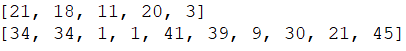 [21, 18, 11, 20, 3]
[34, 34, 1, 1, 41, 39, 9, 30, 21, 45]